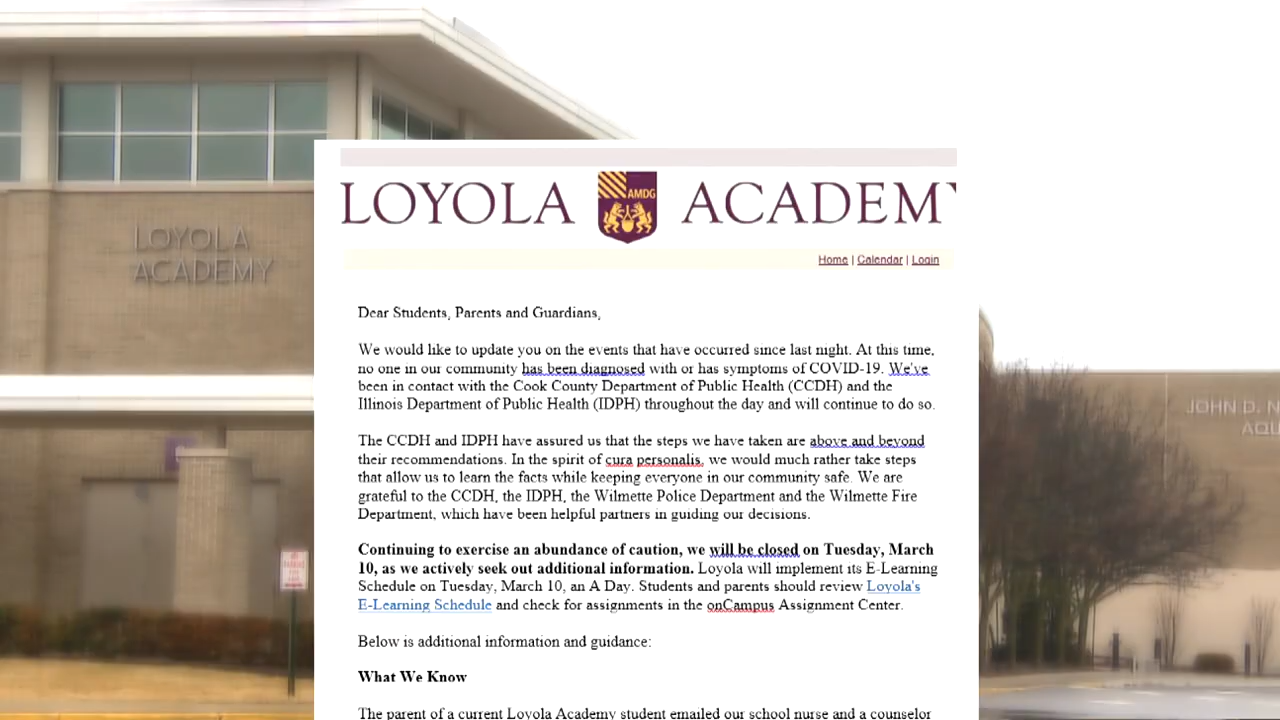 LOYOLA
ACADEMY
LOYOLA AMDG ACADEMY
Home | Calendar | Login
Dear Students, Parents and Guardians,
We would like to update you on the events that have occurred since last night. At this time,
no one in our community has been diagnosed with or has symptoms of COVID-19. We've
been in contact with the Cook County Department of Public Health (CCDH) and the
Illinois Department of Public Health (IDPH) throughout the day and will continue to do so.
The CCDH and IDPH have assured us that the steps we have taken are above and beyond
their recommendations. In the spirit of cura personalis, we would much rather take steps
that allow us to learn the facts while keeping everyone in our community safe. We are
grateful to the CCDH, the IDPH, the Wilmette Police Department and the Wilmette Fire
Department, which have been helpful partners in guiding our decisions.
Continuing to exercise an abundance of caution, we will be closed on Tuesday, March
10, as we actively seek out additional information. Loyola will implement its E-Learning
Schedule on Tuesday, March 10, an A Day. Students and parents should review Loyola's
E-Learning Schedule and check for assignments in the onCampus Assignment Center.
Below is additional information and guidance:
What We Know
The parent of a current Loyola Academy student emailed our school nurse and a counselor
JOHN D. N
AQU